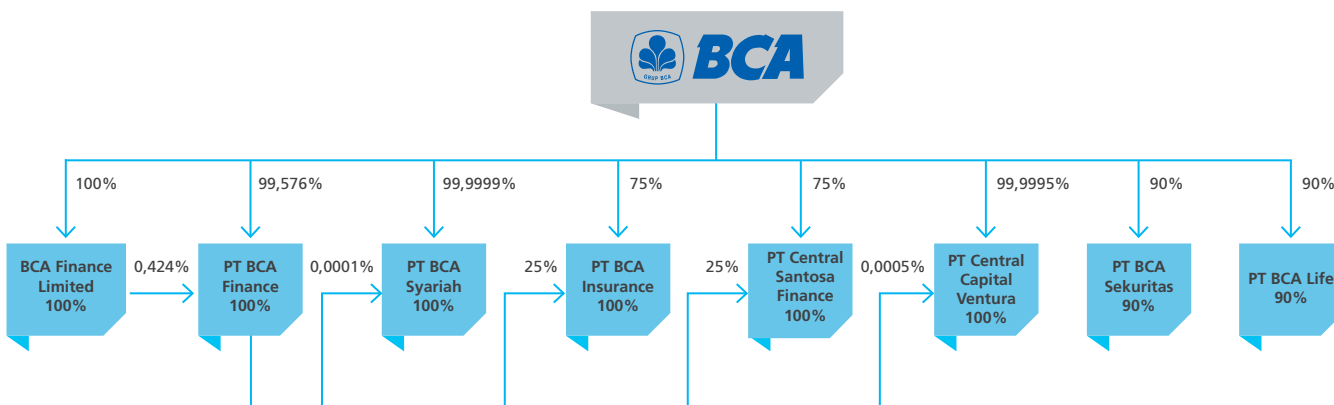 GRUP BCA
BCA
100%
99,576%
99,9999%
75%
75%
99,9995%
90%
90%
BCA Finance
Limited
100%
0,424%
PT BCA
Finance
100%
0,0001%
PT BCA
Syariah
100%
25%
PT BCA
Insurance
100%
25%
PT Central
Santosa
Finance
100%
0,0005%
PT Central
Capital
Ventura
100%
PT BCA
Sekuritas
90%
PT BCA Life
90%